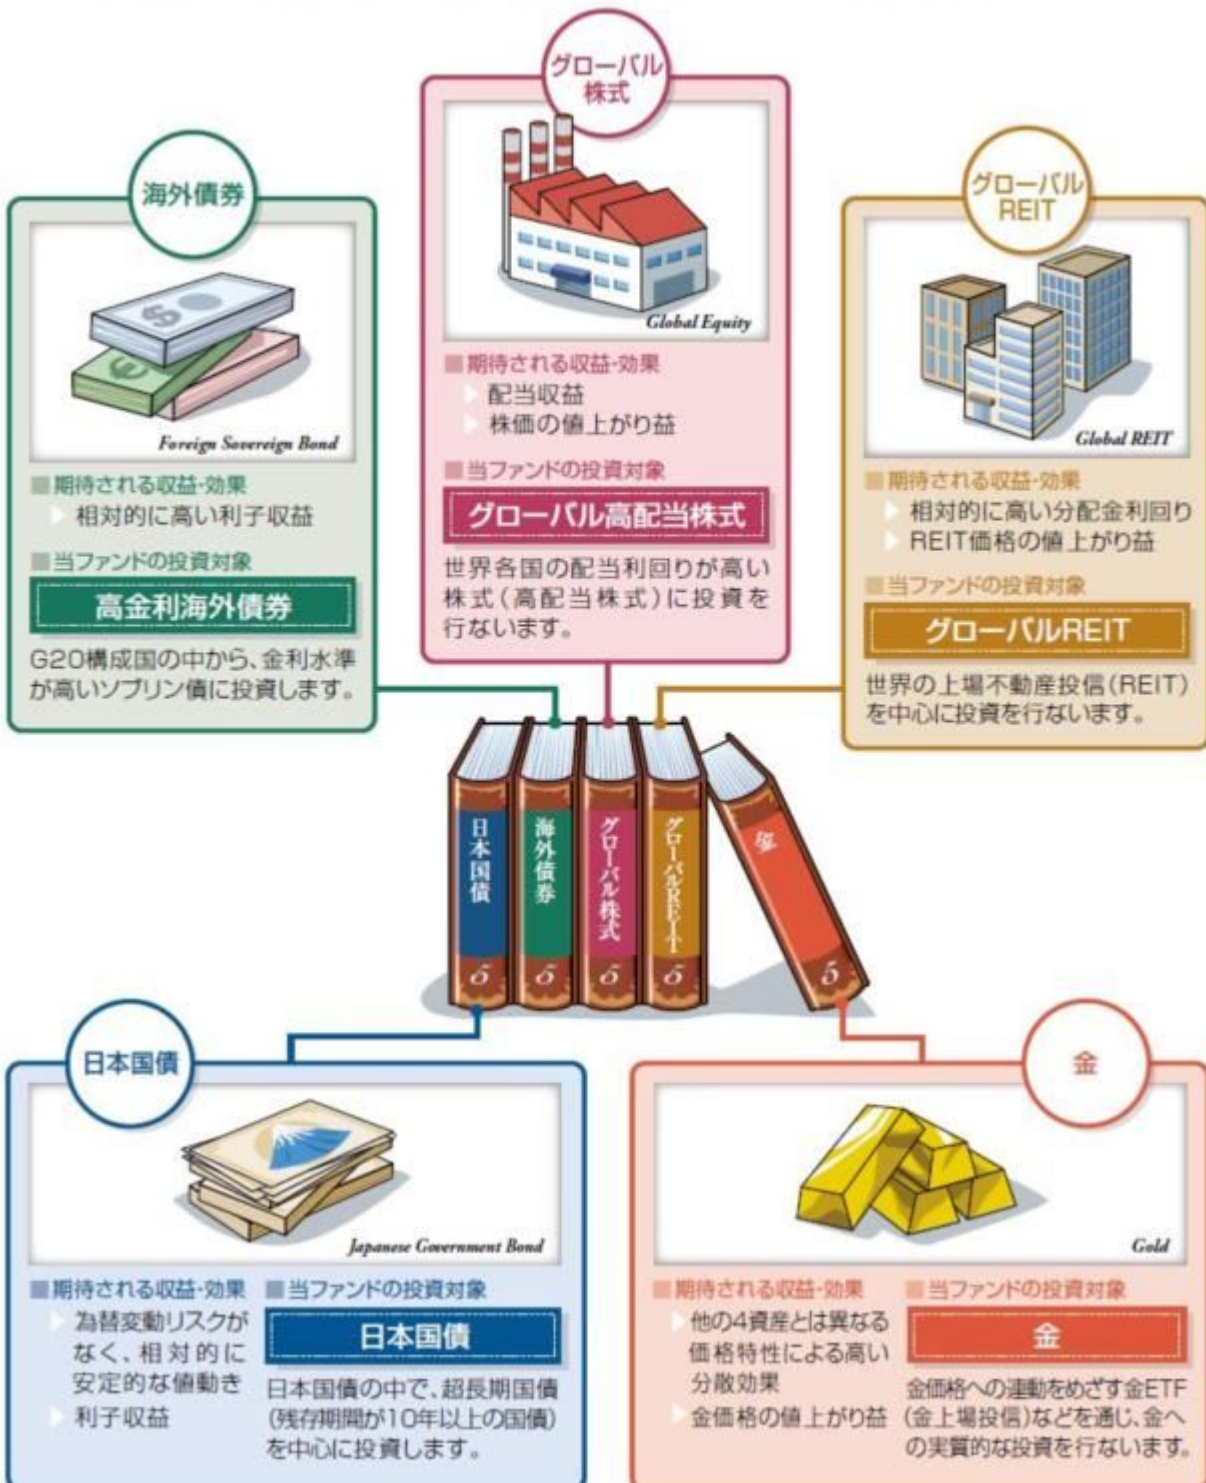 グローバル
株式
Global Equity
■期待される収益・効果
配当収益
株価の値上がり益
■当ファンドの投資対象
グローバル高配当株式
世界各国の配当利回りが高い
株式(高配当株式)に投資を
行ないます。
海外債券
Foreign Sovereign Bond
■期待される収益・効果
相対的に高い利子収益
■当ファンドの投資対象
高金利海外債券
G20構成国の中から、金利水準
が高いソブリン債に投資します。
グローバル
REIT
Global REIT
■期待される収益・効果
相対的に高い分配金利回り
REIT価格の値上がり益
■当ファンドの投資対象
グローバルREIT
世界の上場不動産投信(REIT)
を中心に投資を行ないます。
日本国債
5
海外債券
5
グローバル株式
5
グローバルREIT
5
金
5
日本国債
Japanese Government Bond
■期待される収益・効果
為替変動リスクが
なく、相対的に
安定的な値動き
利子収益
■当ファンドの投資対象
日本国債
日本国債の中で、超長期国債
(残存期間が10年以上の国債)
を中心に投資します。
金
Gold
■期待される収益・効果
他の4資産とは異なる
価格特性による高い
分散効果
金価格の値上がり益
■当ファンドの投資対象
金
金価格への連動をめざす金ETF
(金上場投信)などを通じ、金へ
の実質的な投資を行ないます。